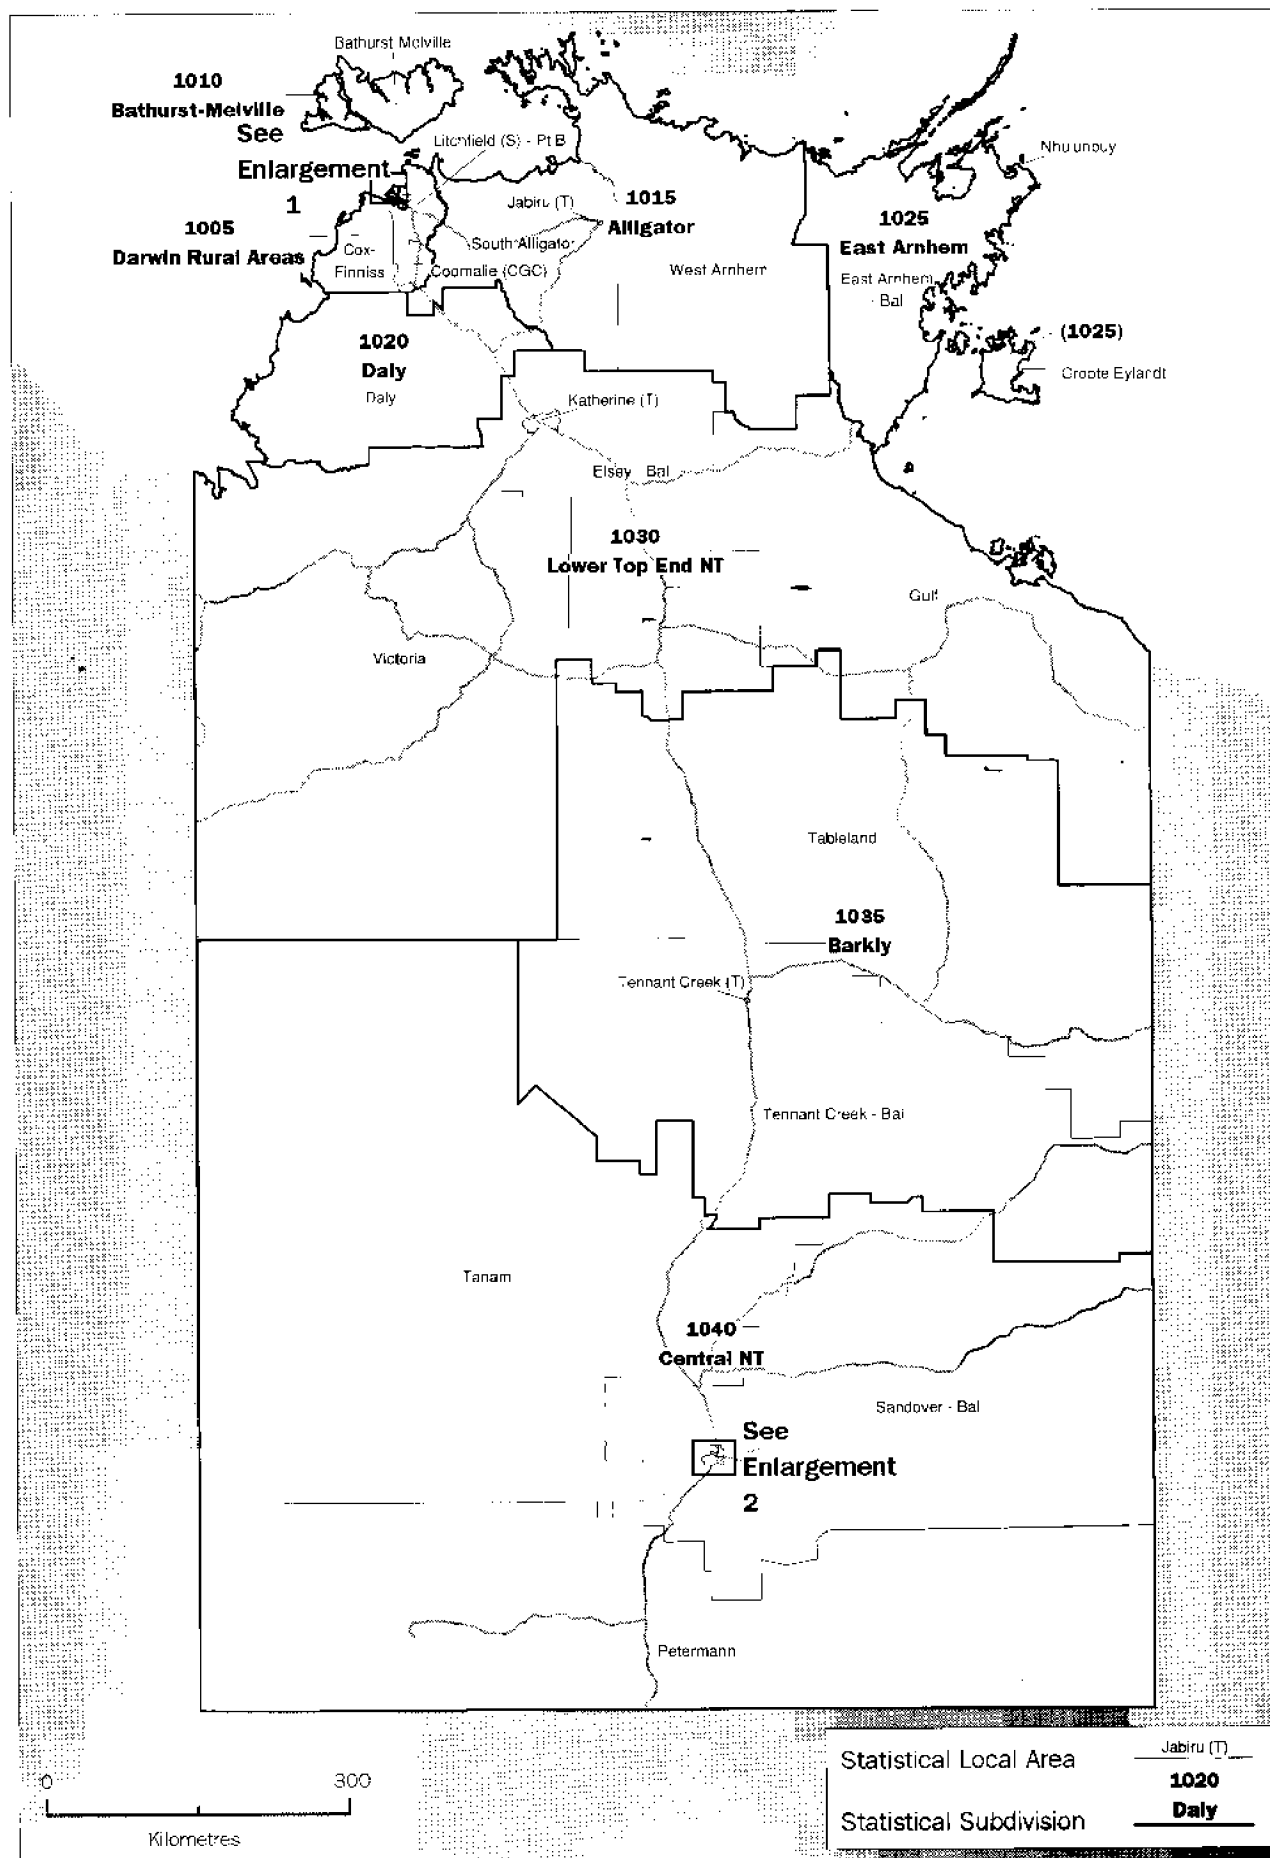 Bathurst Melville
1010
Bathurst-Melville
See
Enlargement
1
Litchfield (S) - Pt B
Nhulunbuy
1005
Darwin Rural Areas
Jabiru (T)
1015
Alligator
1025
East Arnhem
Cox-
Finniss
South Alligator
Coomalie (CGC)
West Arnhem
East Arnhem
- Bal
1020
Daly
Daly
(1025)
Groote Eylandt
Katherine (T)
Elsey Bal
1030
Lower Top End NT
Gulf
Victoria
Tableland
1035
Barkly
Tennant Creek (T)
Tennant Creek - Bal
Tanami
1040
Central NT
Sandover - Bal
See
Enlargement
2
Petermann
0 300
Kilometres
Statistical Local Area
Jabiru (T)
1020
Daly
Statistical Subdivision